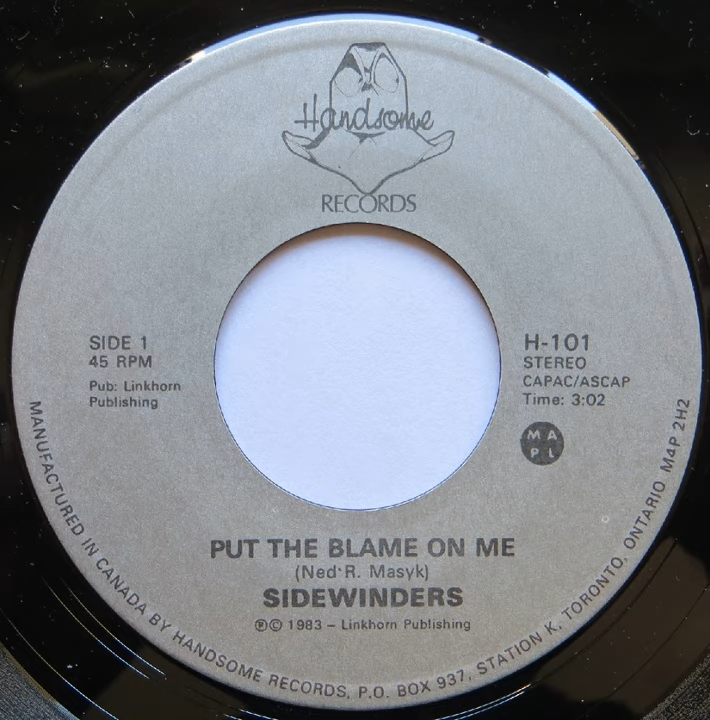 Handsome
RECORDS
SIDE 1
45 RPM
Pub: Linkhorn
Publishing
H-101
STEREO
CAPAC/ASCAP
Time: 3:02
M A
P L
PUT THE BLAME ON ME
(Ned R. Masyk)
SIDEWINDERS
ⓅⒸ 1983 – Linkhorn Publishing
MANUFACTURED IN CANADA BY HANDSOME RECORDS, P.O. BOX 937, STATION K, TORONTO, ONTARIO M4P 2H2